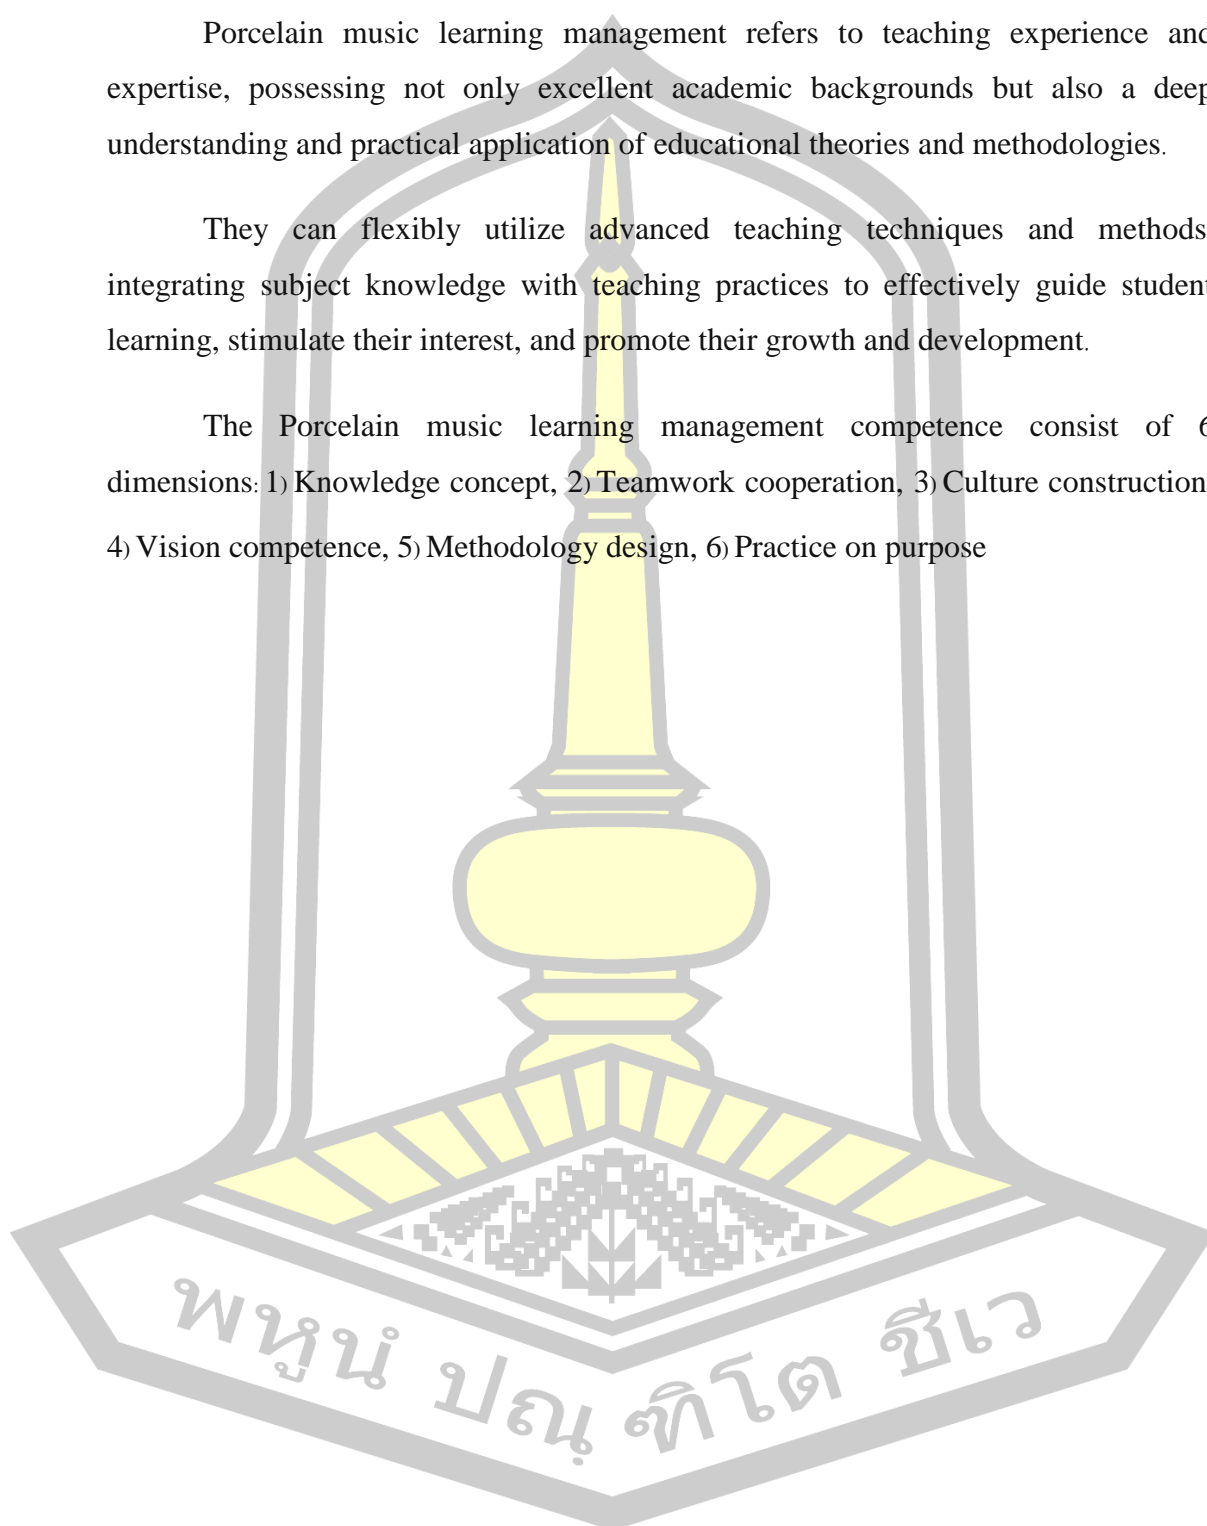 Porcelain music learning management refers to teaching experience and
expertise, possessing not only excellent academic backgrounds but also a deep
understanding and practical application of educational theories and methodologies.
They can flexibly utilize advanced teaching techniques and methods
integrating subject knowledge with teaching practices to effectively guide student
learning, stimulate their interest, and promote their growth and development.
The Porcelain music learning management competence consist of 6
dimensions: 1) Knowledge concept, 2) Teamwork cooperation, 3) Culture construction
4) Vision competence, 5) Methodology design, 6) Practice on purpose
พหูนํ ปณฺฑิโต ชีเว